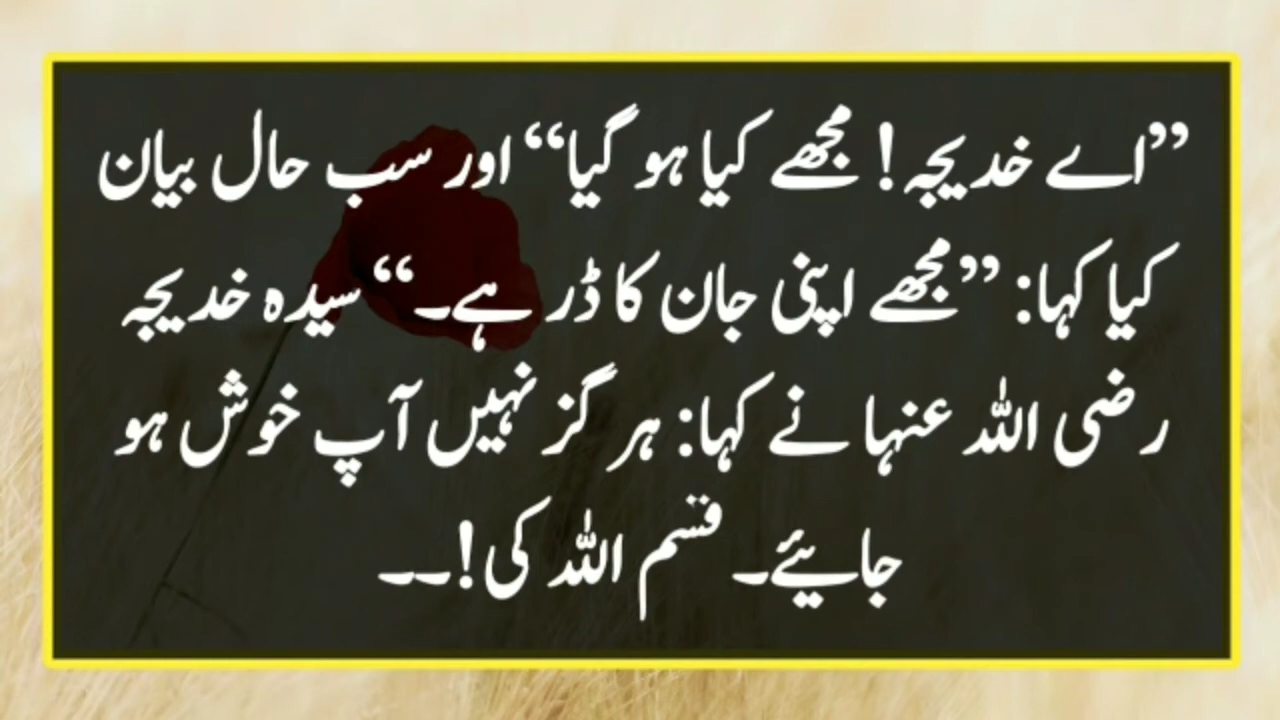 ”اے خدیجہ! مجھے کیا ہو گیا“ اور سب حال بیان
کیا کہا: ”مجھے اپنی جان کا ڈر ہے۔“ سیدہ خدیجہ
رضی اللہ عنہا نے کہا: ہر گز نہیں آپ خوش ہو
جایئے۔ قسم اللہ کی!۔۔